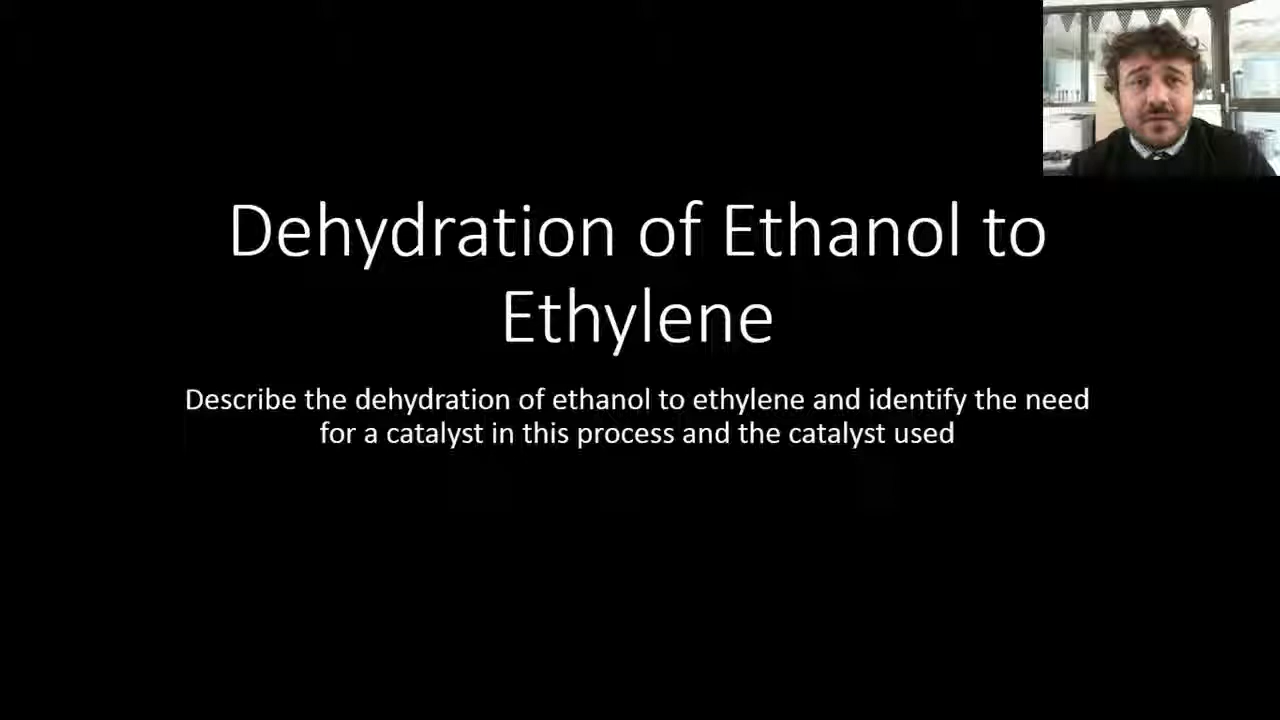 Dehydration of Ethanol to
Ethylene
Describe the dehydration of ethanol to ethylene and identify the need
for a catalyst in this process and the catalyst used